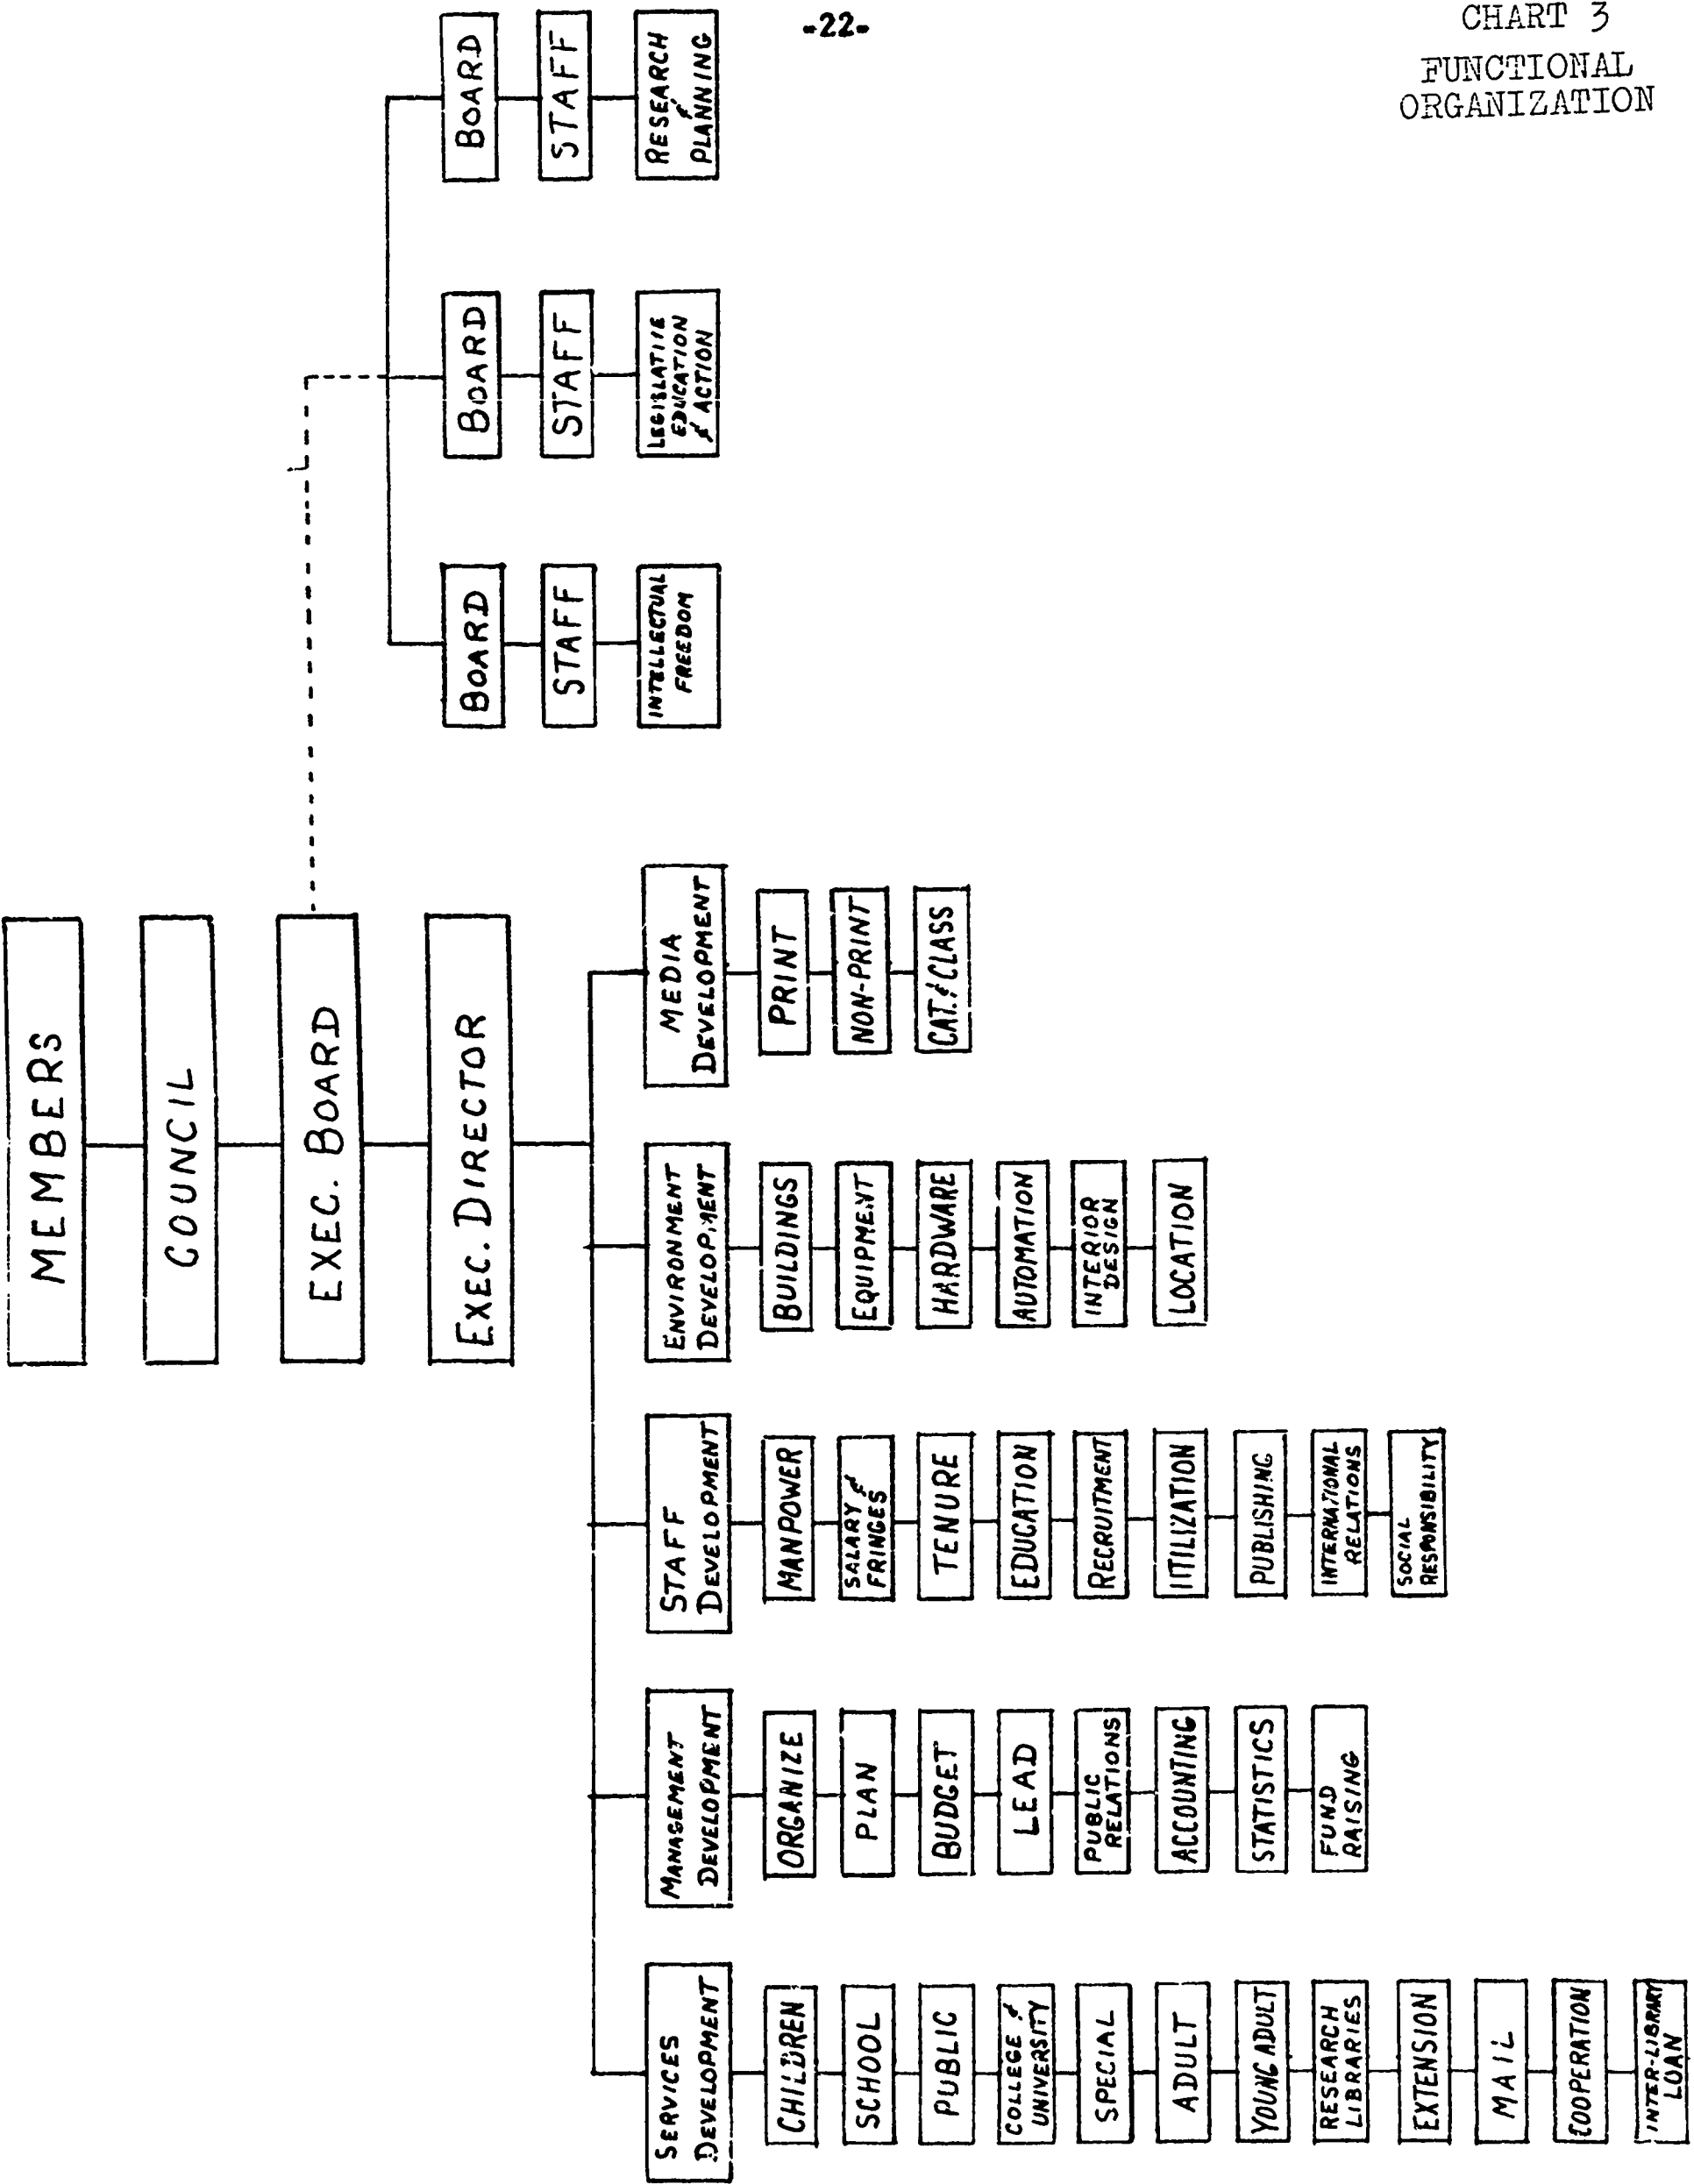 -22-
CHART 3
FUNCTIONAL
ORGANIZATION
MEMBERS
COUNCIL
EXEC. BOARD
EXEC. DIRECTOR
SERVICES
DEVELOPMENT
CHILDREN
SCHOOL
PUBLIC
COLLEGE &
UNIVERSITY
SPECIAL
ADULT
YOUNG ADULT
RESEARCH
LIBRARIES
EXTENSION
MAIL
COOPERATION
INTER-LIBRARY
LOAN
MANAGEMENT
DEVELOPMENT
ORGANIZE
PLAN
BUDGET
LEAD
PUBLIC
RELATIONS
ACCOUNTING
STATISTICS
FUND
RAISING
STAFF
DEVELOPMENT
MANPOWER
SALARY &
FRINGES
TENURE
EDUCATION
RECRUITMENT
UTILIZATION
PUBLISHING
INTERNATIONAL
RELATIONS
SOCIAL
RESPONSIBILITY
ENVIRONMENT
DEVELOPMENT
BUILDINGS
EQUIPMENT
HARDWARE
AUTOMATION
INTERIOR
DESIGN
LOCATION
MEDIA
DEVELOPMENT
PRINT
NON-PRINT
CAT. & CLASS
BOARD
STAFF
INTELLECTUAL
FREEDOM
BOARD
STAFF
LEGISLATIVE
EDUCATION
& ACTION
BOARD
STAFF
RESEARCH
&
PLANNING